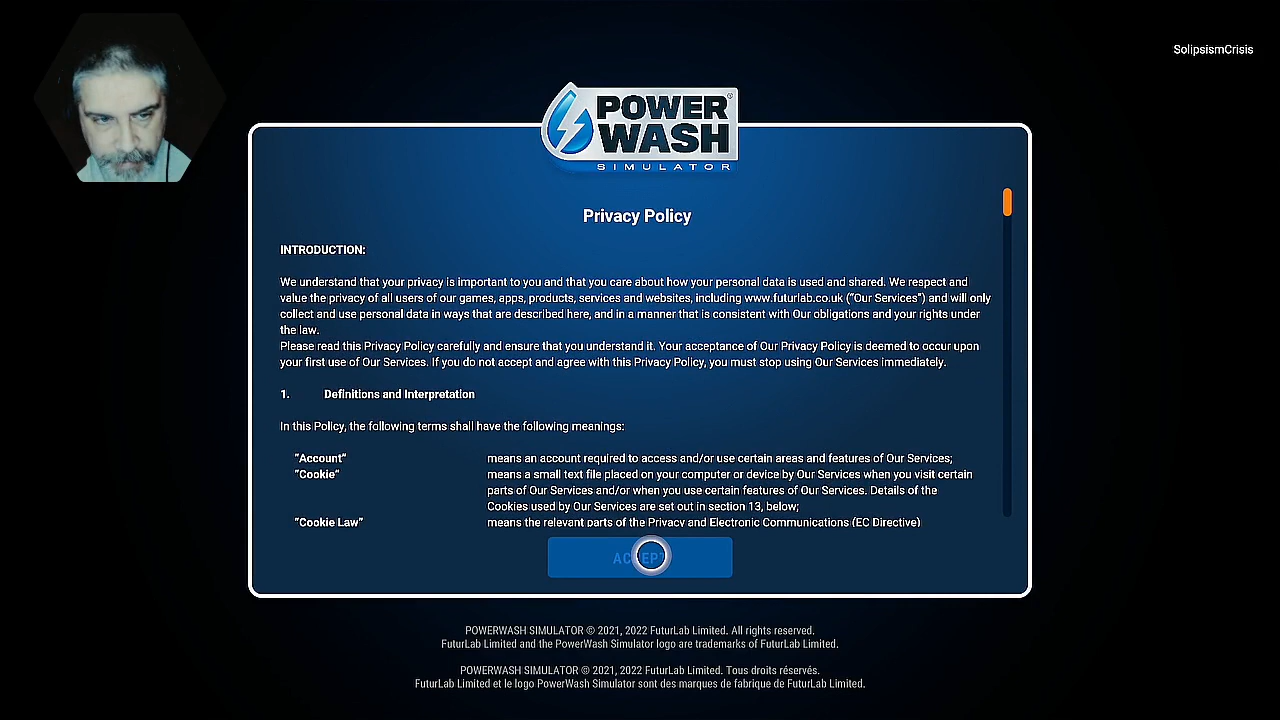 SolipsismCrisis
POWER
WASH
SIMULATOR
Privacy Policy
INTRODUCTION:
We understand that your privacy is important to you and that you care about how your personal data is used and shared. We respect and
value the privacy of all users of our games, apps, products, services and websites, including www.futurlab.co.uk ("Our Services") and will only
collect and use personal data in ways that are described here, and in a manner that is consistent with Our obligations and your rights under
the law.
Please read this Privacy Policy carefully and ensure that you understand it. Your acceptance of Our Privacy Policy is deemed to occur upon
your first use of Our Services. If you do not accept and agree with this Privacy Policy, you must stop using Our Services immediately.
1. Definitions and Interpretation
In this Policy, the following terms shall have the following meanings:
"Account" means an account required to access and/or use certain areas and features of Our Services;
"Cookie" means a small text file placed on your computer or device by Our Services when you visit certain
parts of Our Services and/or when you use certain features of Our Services. Details of the
Cookies used by Our Services are set out in section 13, below;
"Cookie Law" means the relevant parts of the Privacy and Electronic Communications (EC Directive)
ACCEPT
POWERWASH SIMULATOR © 2021, 2022 FuturLab Limited. All rights reserved.
FuturLab Limited and the PowerWash Simulator logo are trademarks of FuturLab Limited.
POWERWASH SIMULATOR © 2021, 2022 FuturLab Limited. Tous droits réservés.
FuturLab Limited et le logo PowerWash Simulator sont des marques de fabrique de FuturLab Limited.